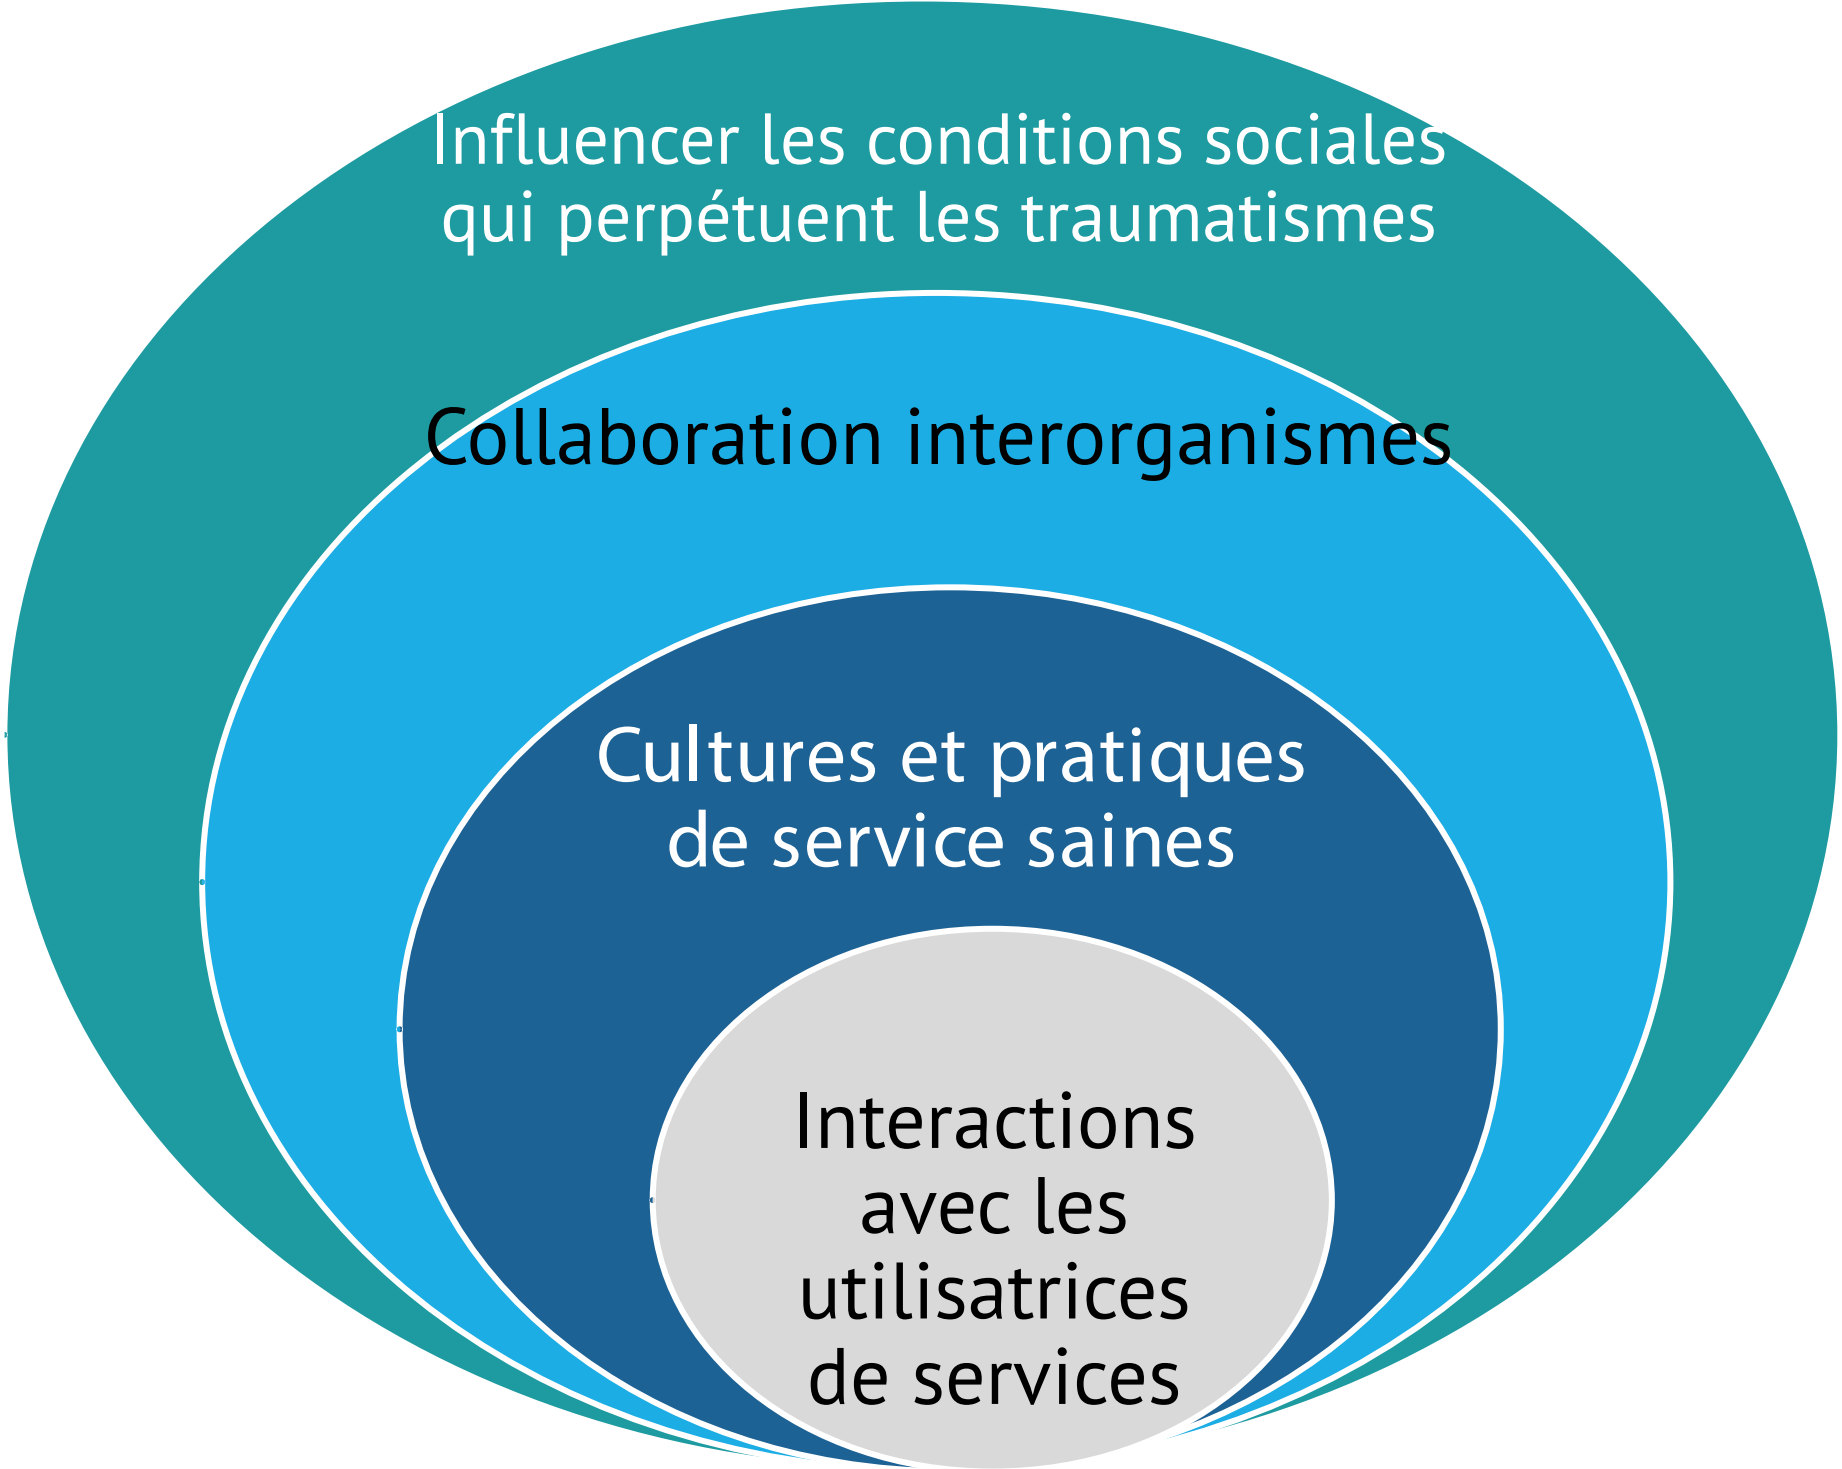 Influencer les conditions sociales
qui perpétuent les traumatismes
Collaboration interorganismes
Cultures et pratiques
de service saines
Interactions
avec les
utilisatrices
de services